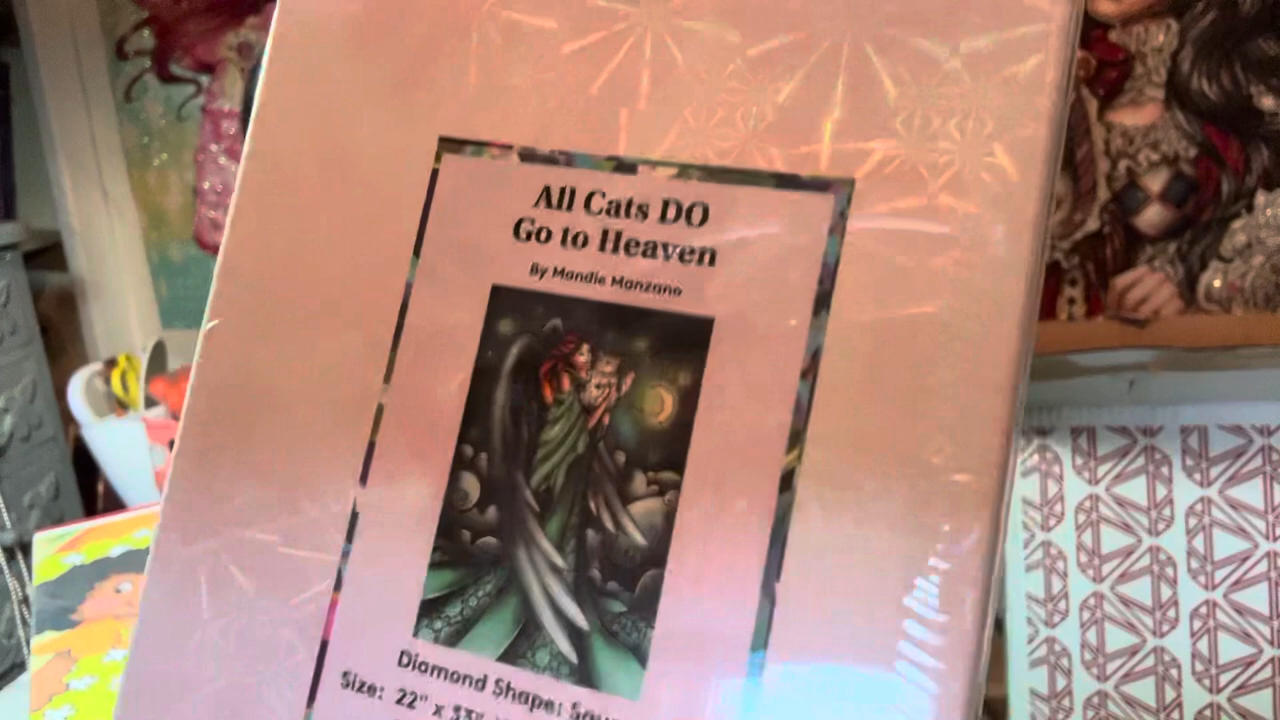 All Cats DO
Go to Heaven
By Mandie Manzano
Diamond Shape:
Size: 22" x